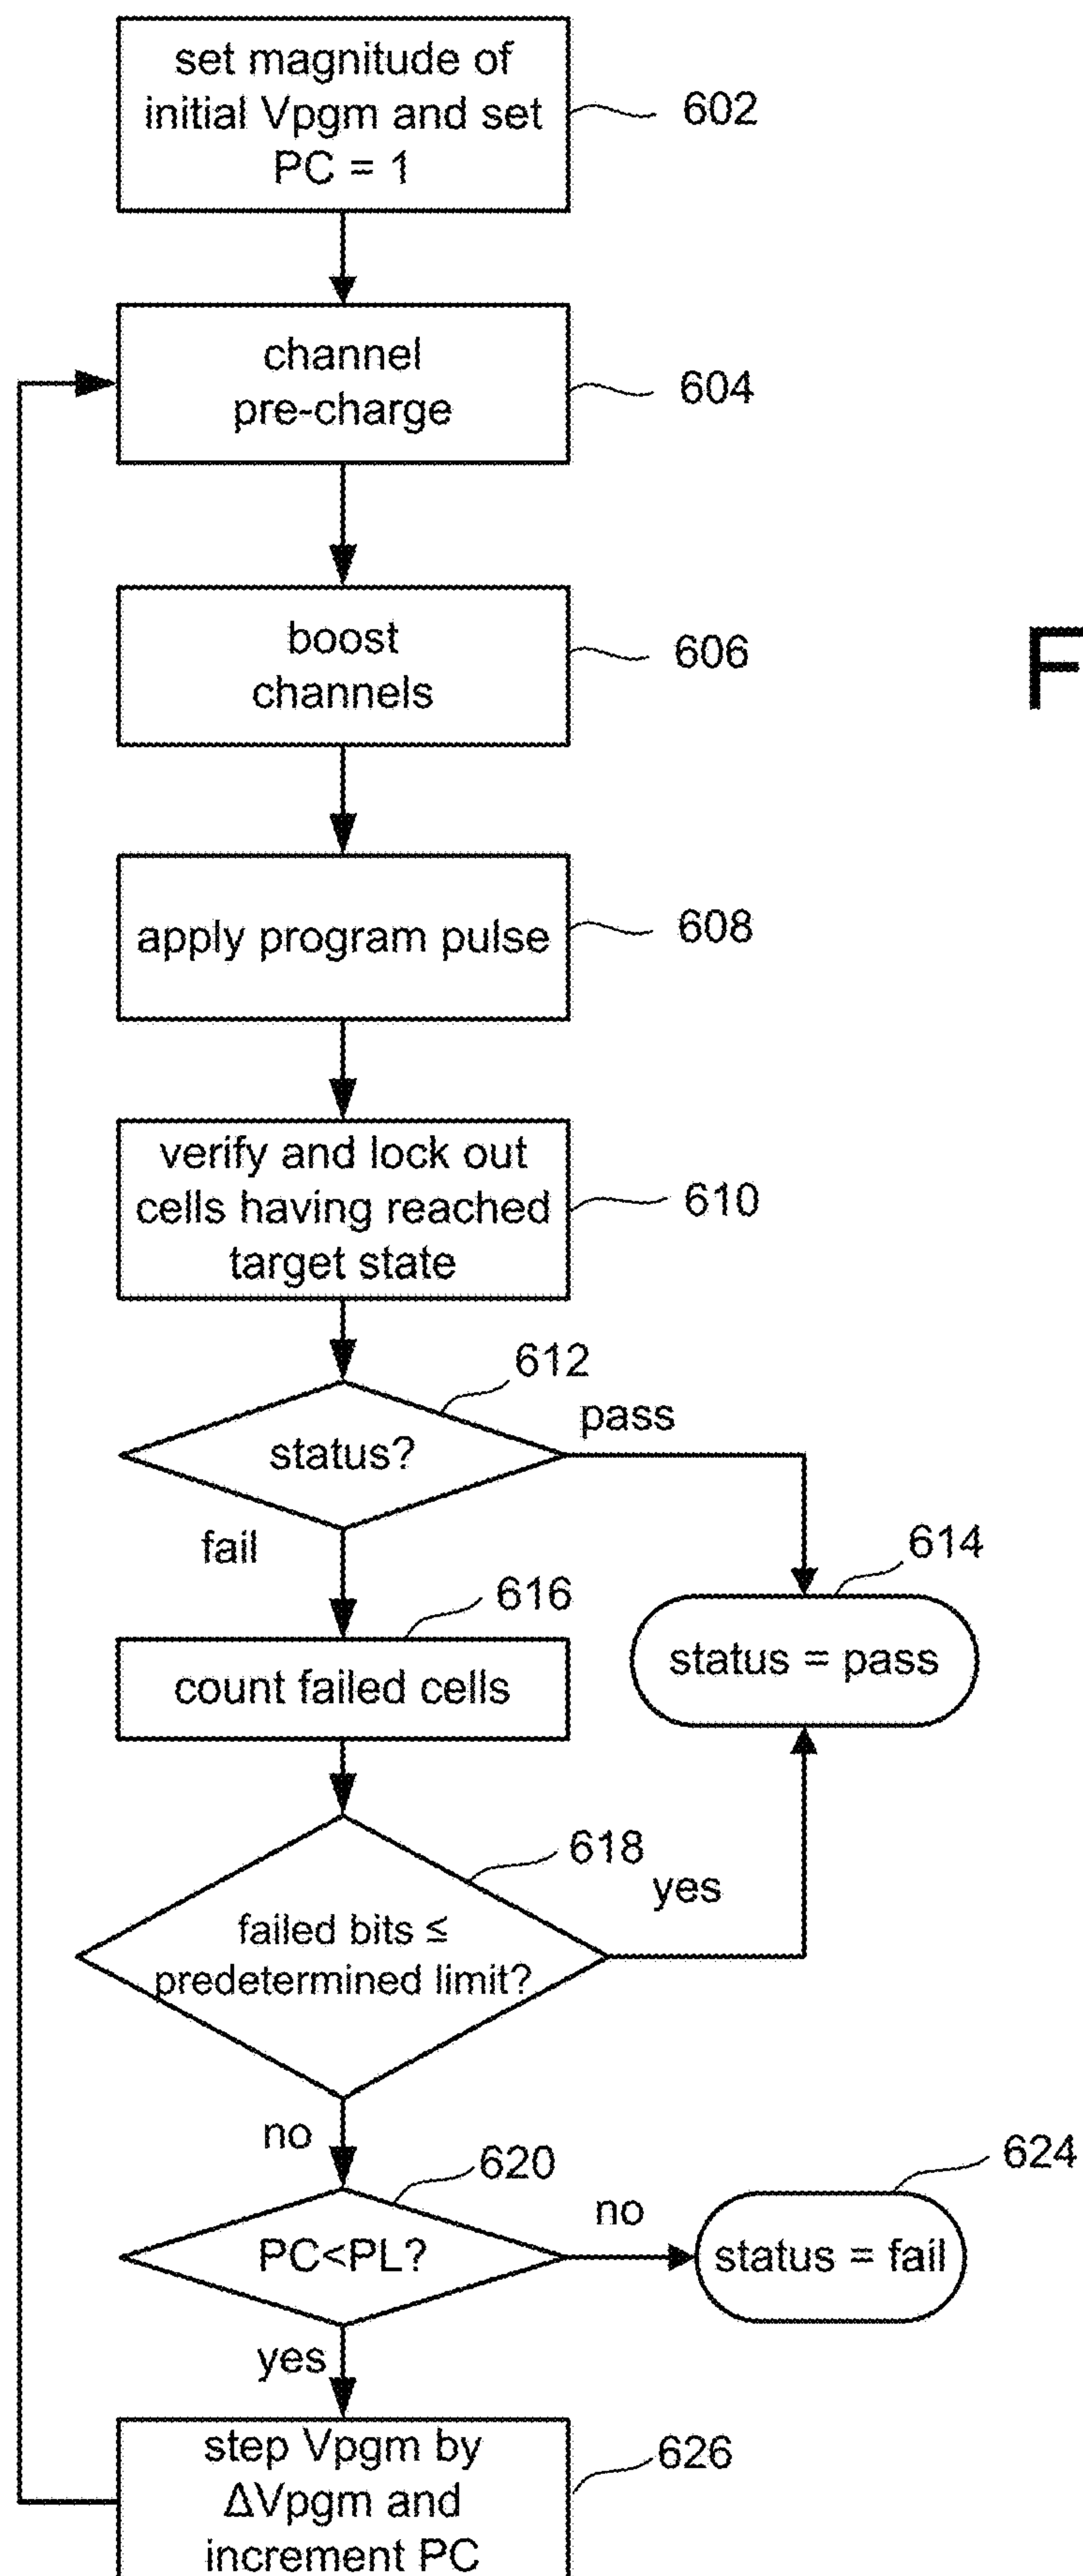 set magnitude of
initial Vpgm and set
PC = 1
602
channel
pre-charge
604
boost
channels
606
F
apply program pulse
608
verify and lock out
cells having reached
target state
610
612
status?
pass
fail
614
status = pass
616
count failed cells
618
yes
failed bits ≤
predetermined limit?
no
620
624
PC<PL?
no
status = fail
yes
step Vpgm by
ΔVpgm and
increment PC
626